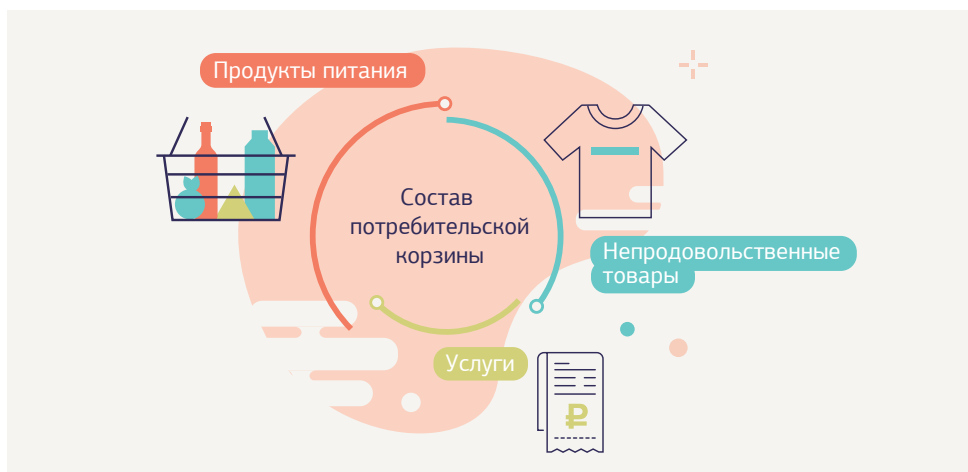 Продукты питания
Состав
потребительской
корзины
Непродовольственные
товары
Услуги
₽